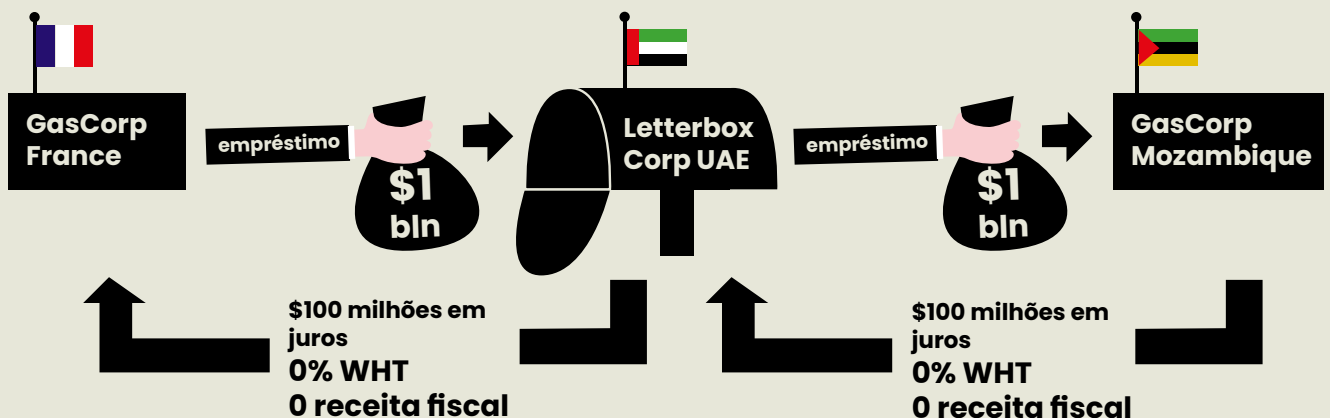 GasCorp
France
empréstimo
$1
bln
Letterbox
Corp UAE
empréstimo
$1
bln
GasCorp
Mozambique
$100 milhões em
juros
0% WHT
0 receita fiscal
$100 milhões em
juros
0% WHT
0 receita fiscal